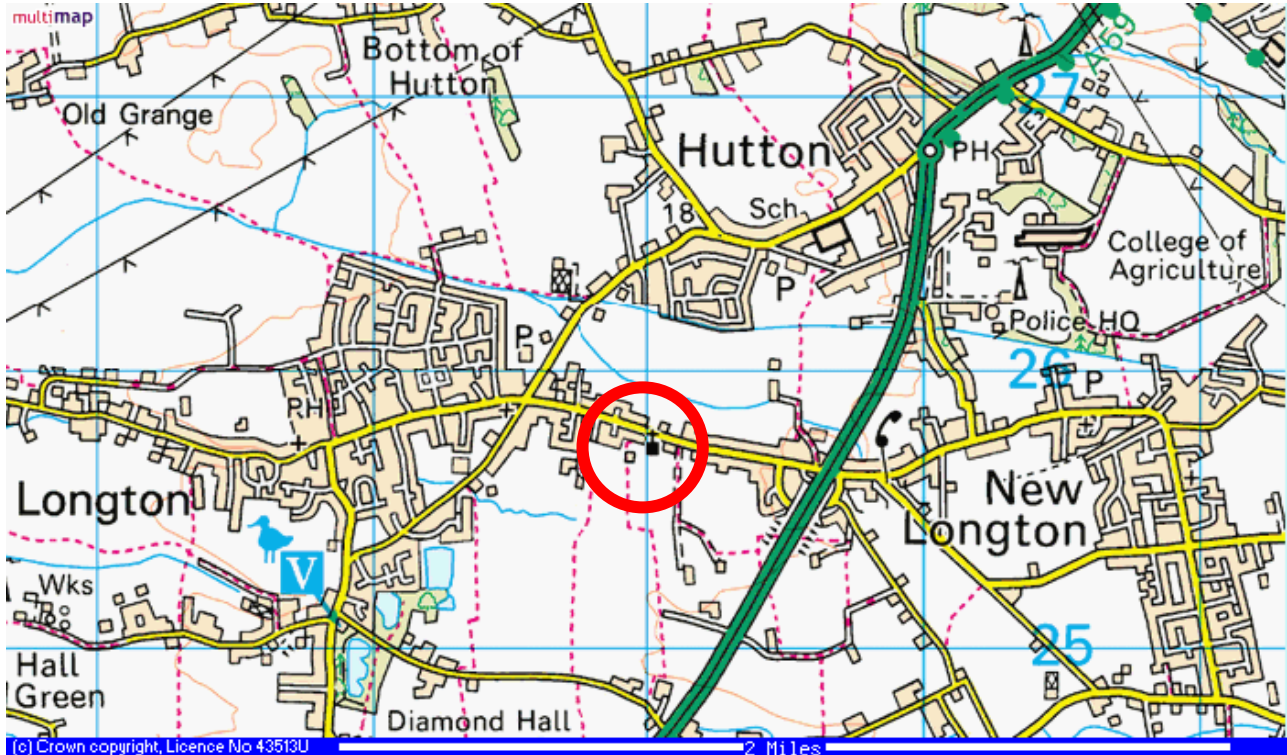 multimap
Bottom of
Hutton
A59
27
Old Grange
Hutton
PH
18
Sch
College of
Agriculture
P
Police HQ
P
26
P
PH
Longton
New
Longton
V
Wks
25
Hall
Green
Diamond Hall
(c) Crown copyright, Licence No 43513U
2 Miles